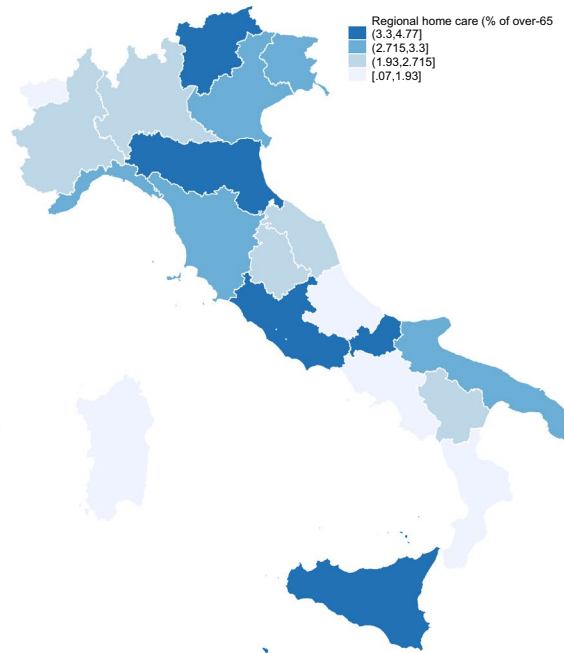 Regional home care (% of over-65
(3.3,4.77]
(2.715,3.3]
(1.93,2.715]
[.07,1.93]